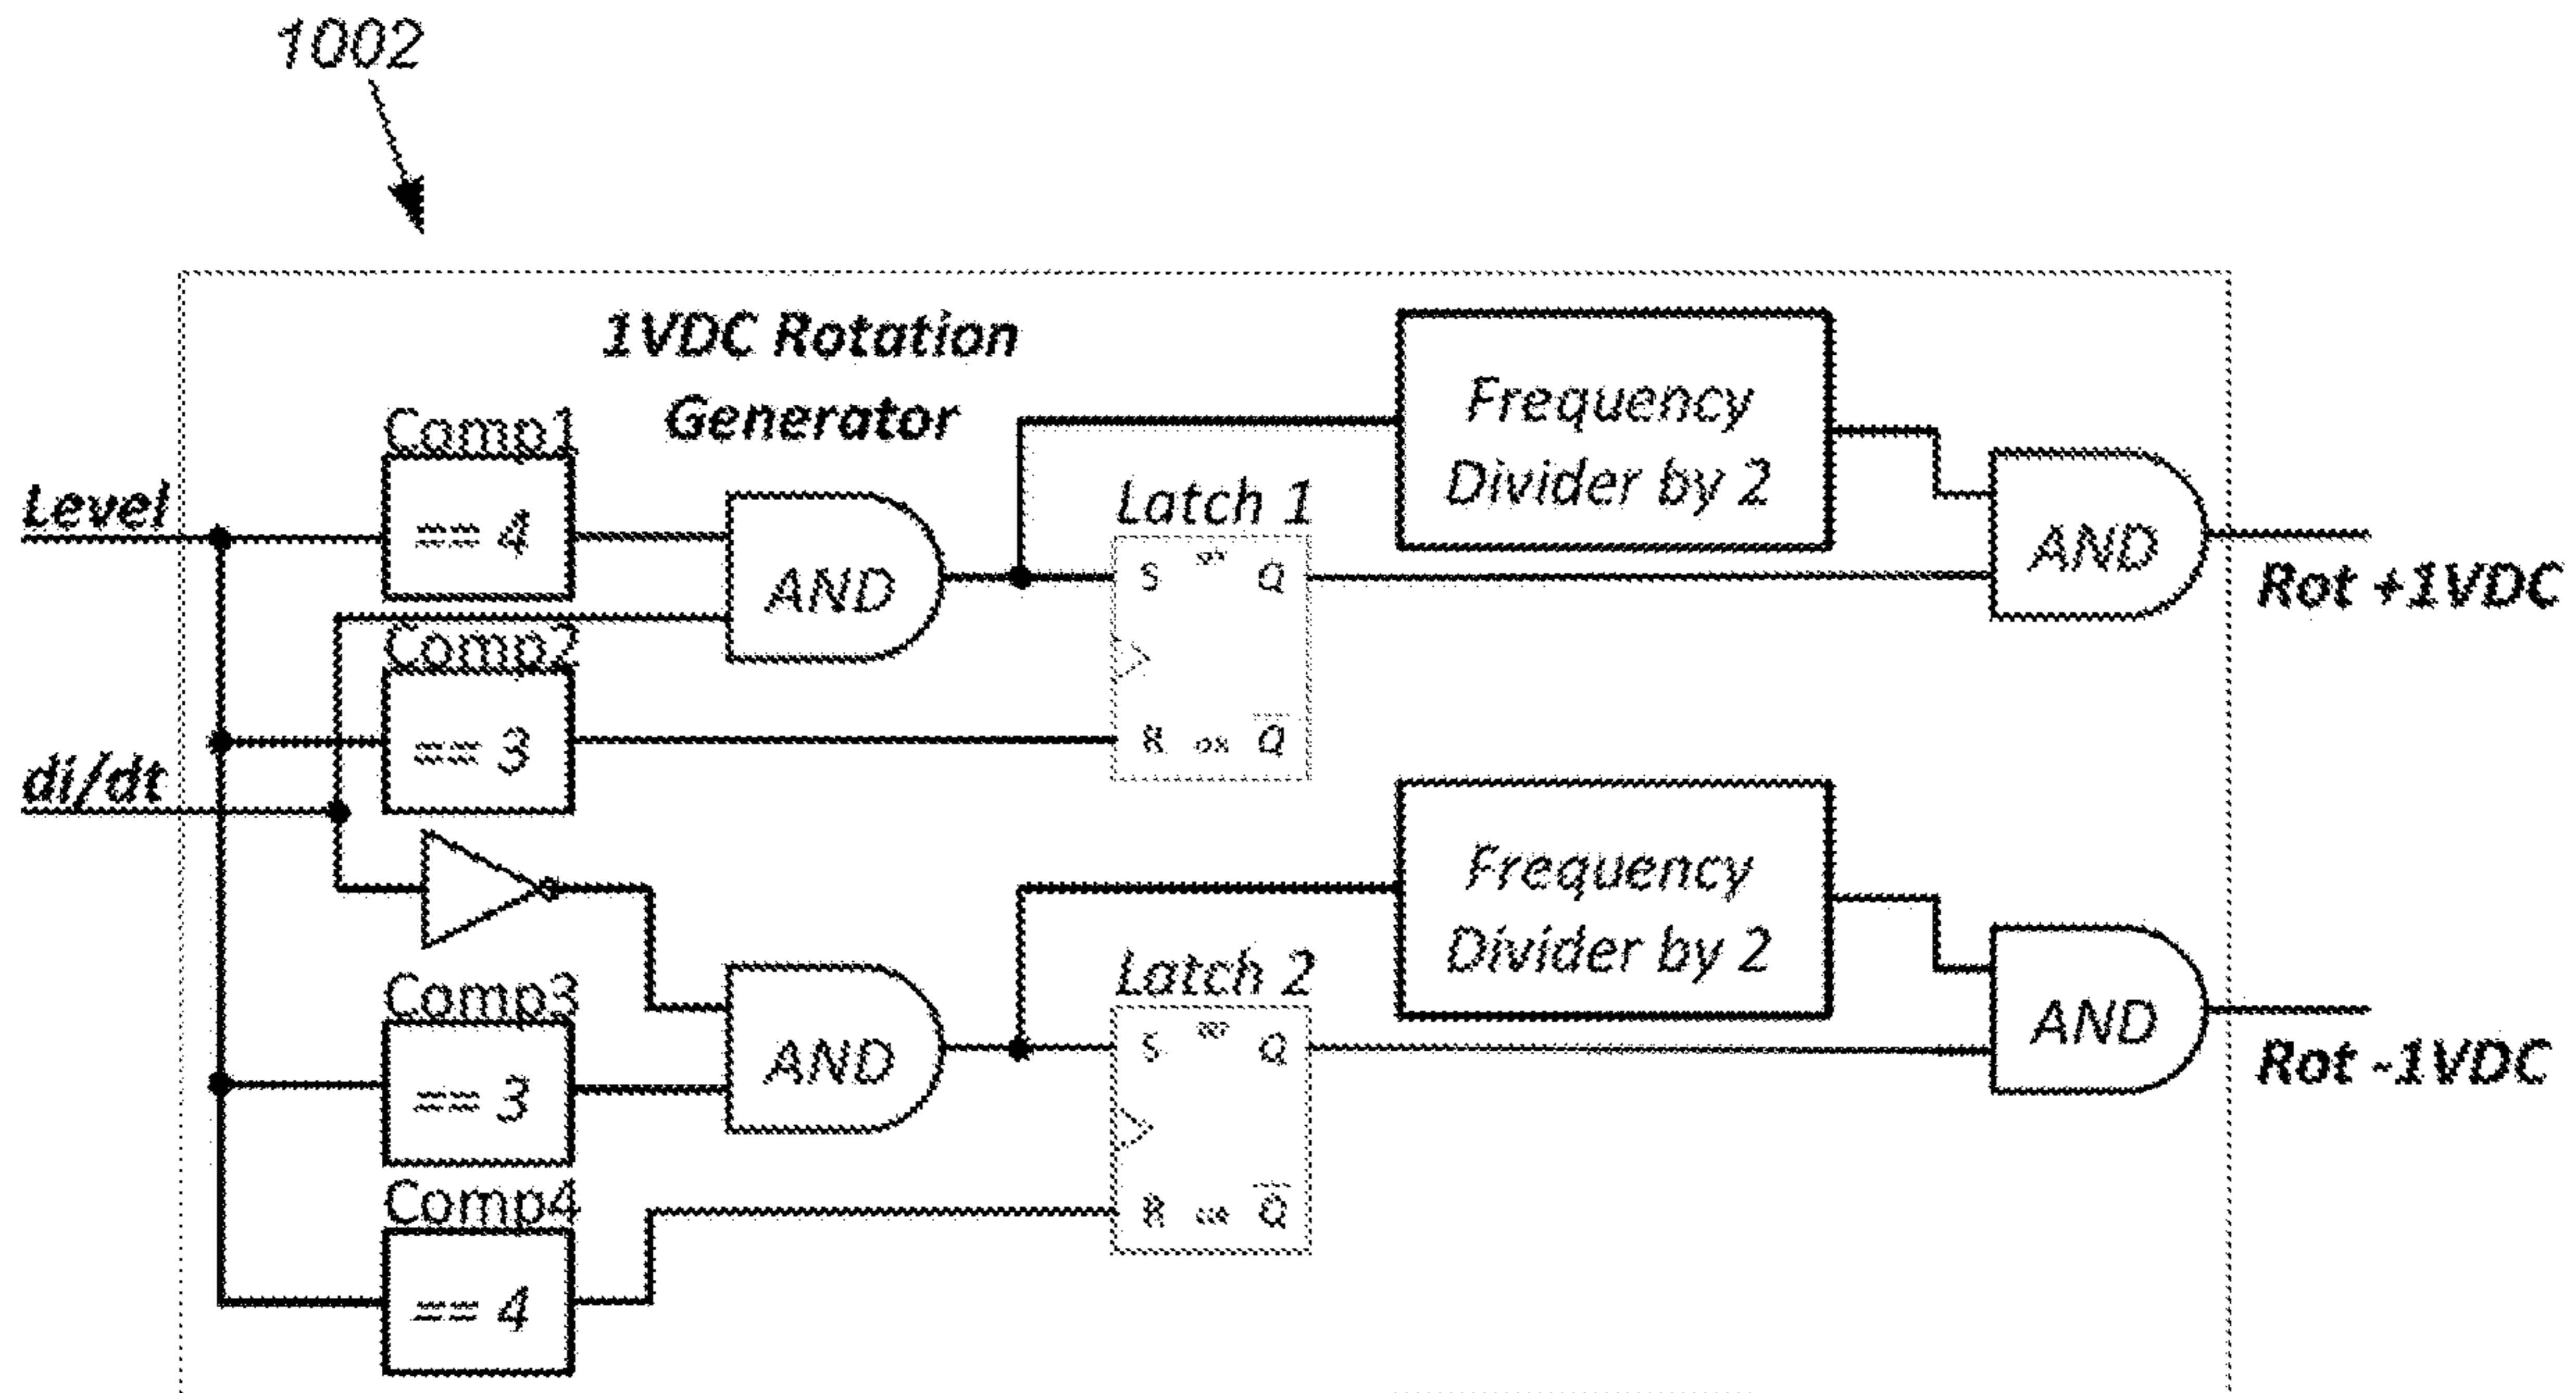 1002
1VDC Rotation
Generator
Comp1
== 4
Level
AND
Latch 1
S Q
R Q
Frequency
Divider by 2
AND
Rot +1VDC
Comp2
== 3
di/dt
Comp3
== 3
AND
Latch 2
S Q
R Q
Frequency
Divider by 2
AND
Rot -1VDC
Comp4
== 4